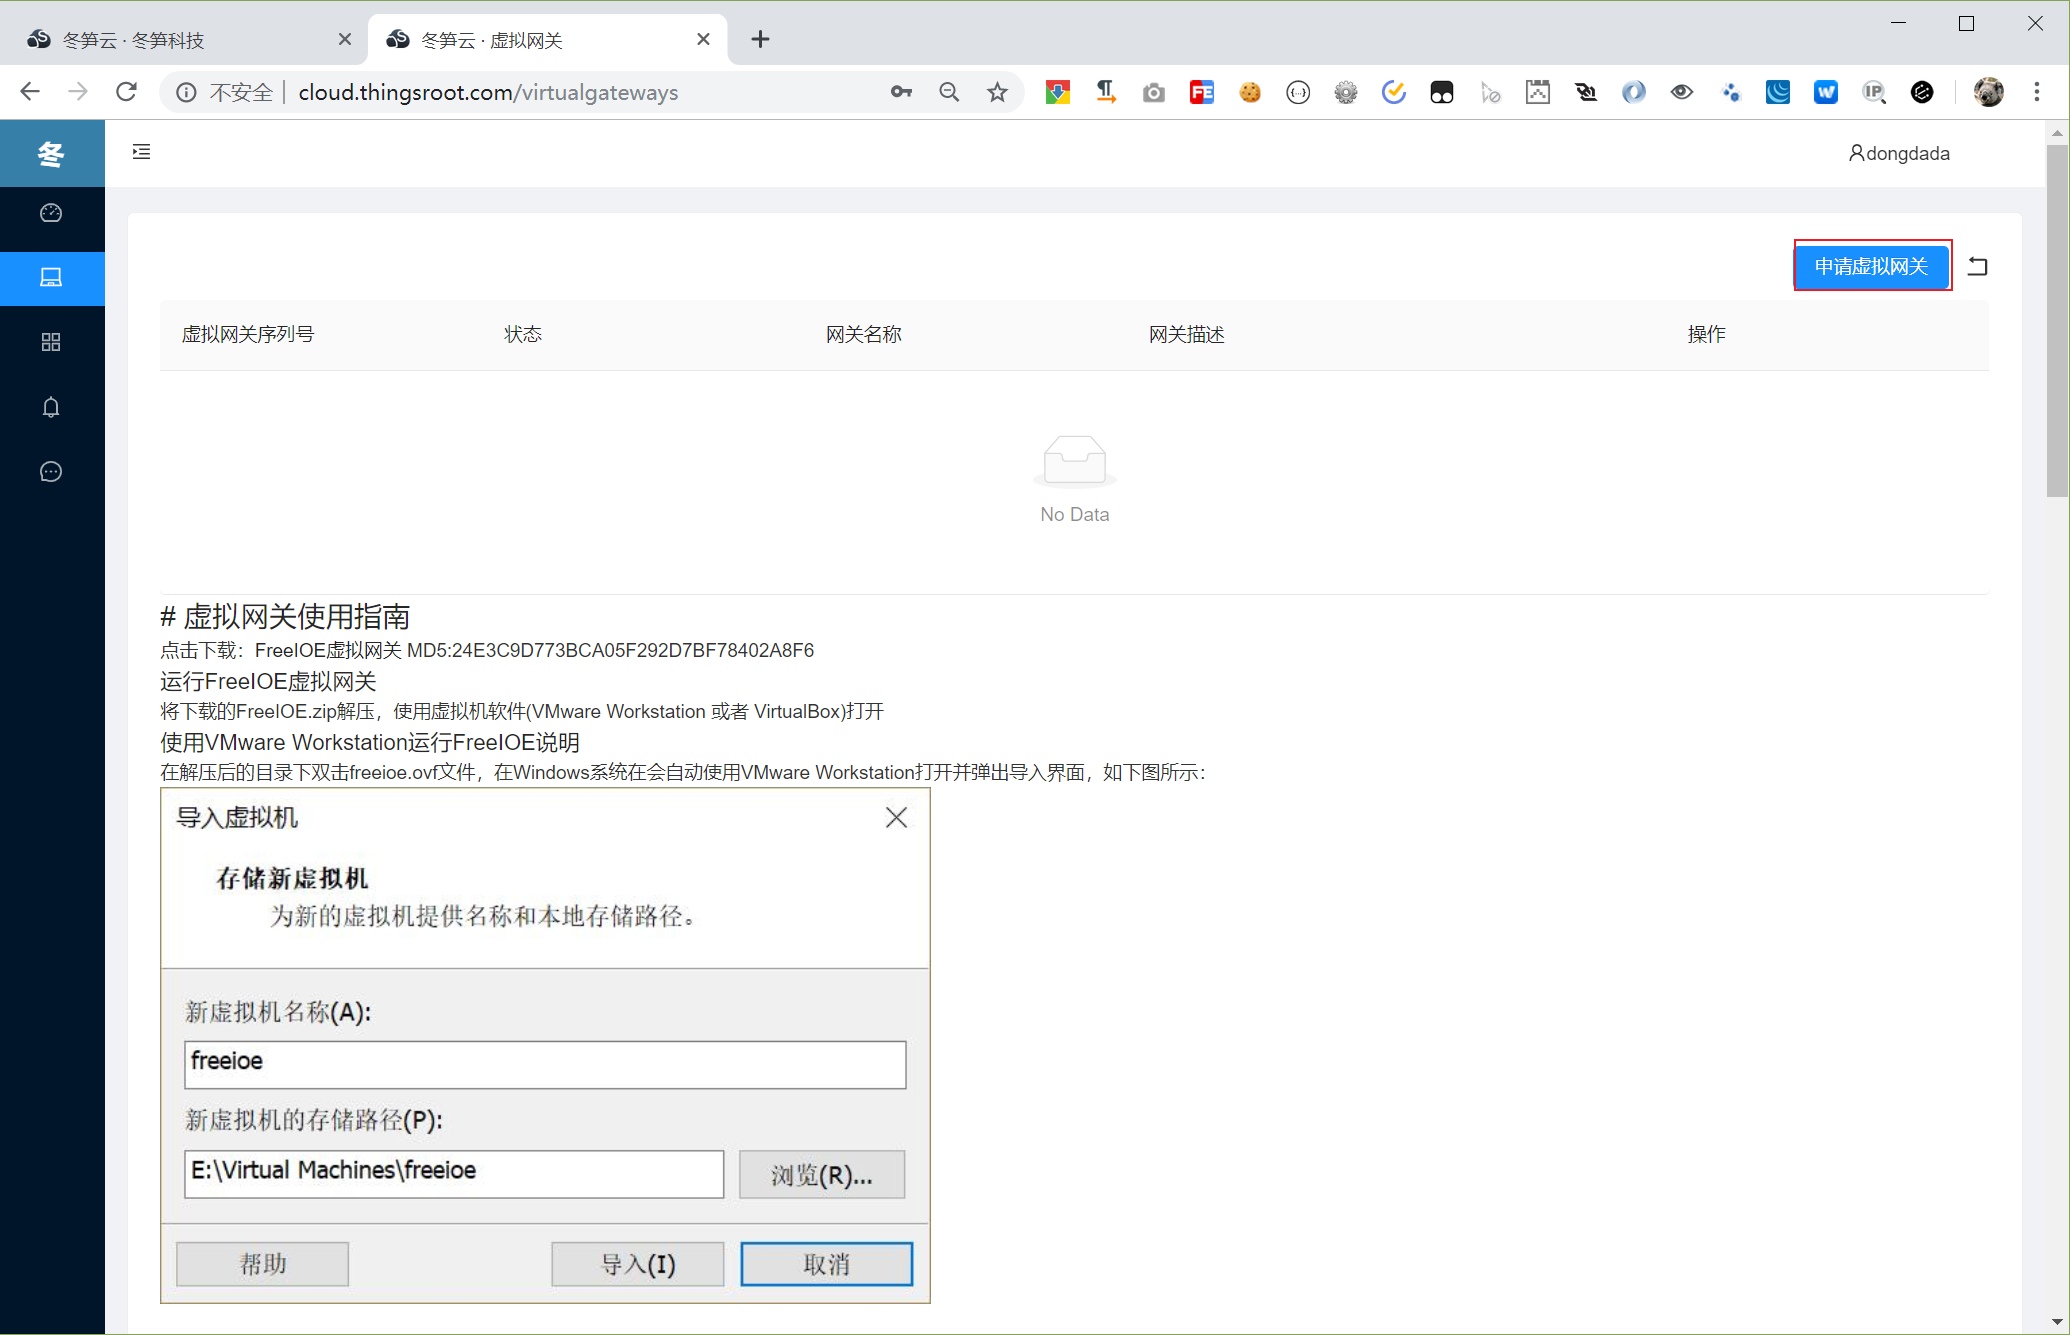 冬笋云 · 冬笋科技
冬笋云 · 虚拟网关
不安全
cloud.thingsroot.com/virtualgateways
冬
dongdada
申请虚拟网关
虚拟网关序列号 状态 网关名称 网关描述 操作
No Data
# 虚拟网关使用指南
点击下载：FreeIOE虚拟网关 MD5:24E3C9D773BCA05F292D7BF78402A8F6
运行FreeIOE虚拟网关
将下载的FreeIOE.zip解压，使用虚拟机软件(VMware Workstation 或者 VirtualBox)打开
使用VMware Workstation运行FreeIOE说明
在解压后的目录下双击freeioe.ovf文件，在Windows系统在会自动使用VMware Workstation打开并弹出导入界面，如下图所示：
导入虚拟机
存储新虚拟机
为新的虚拟机提供名称和本地存储路径。
新虚拟机名称(A):
freeioe
新虚拟机的存储路径(P):
E:\Virtual Machines\freeioe
浏览(R)...
帮助 导入(I) 取消